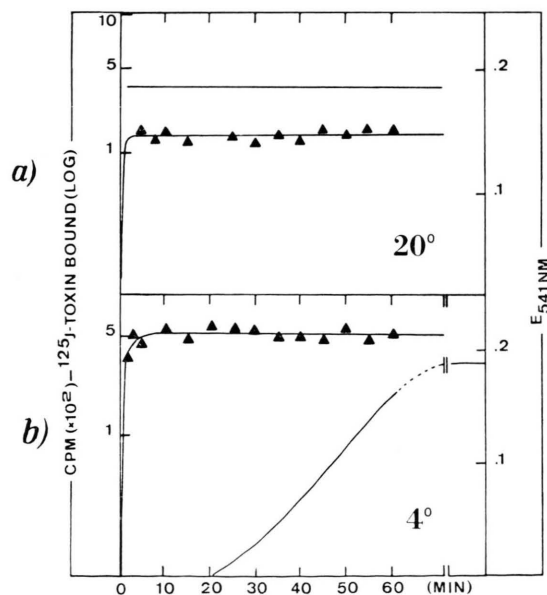 10
5
1
.2
.1
a)
20°
CPM (×10²)–¹²⁵J-TOXIN BOUND (LOG)
E541NM
5
1
.2
.1
b)
4°
0 10 20 30 40 50 60 (MIN)